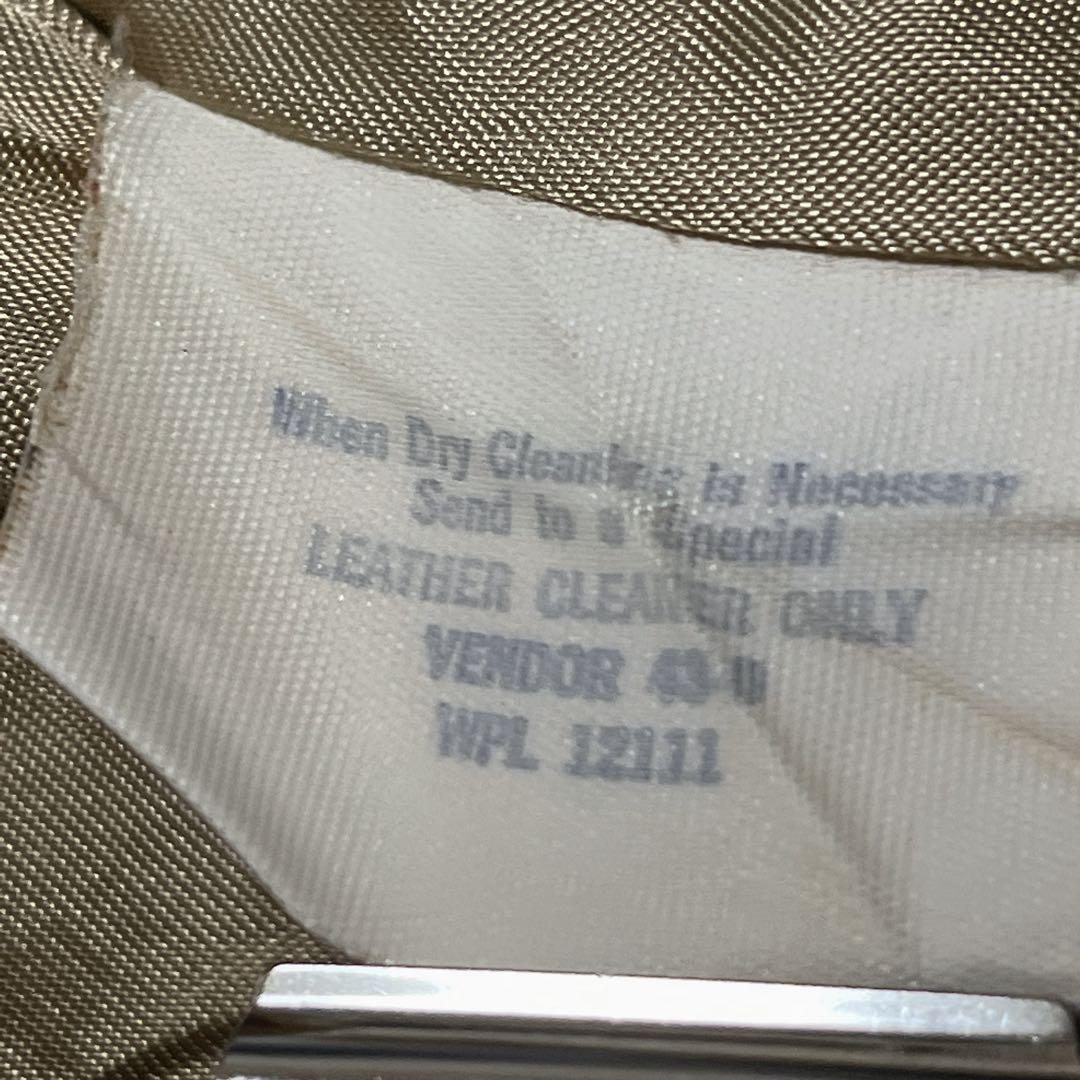 When Dry Cleaning is Necessary
Send to a Special
LEATHER CLEANER ONLY
VENDOR
WPL 12111